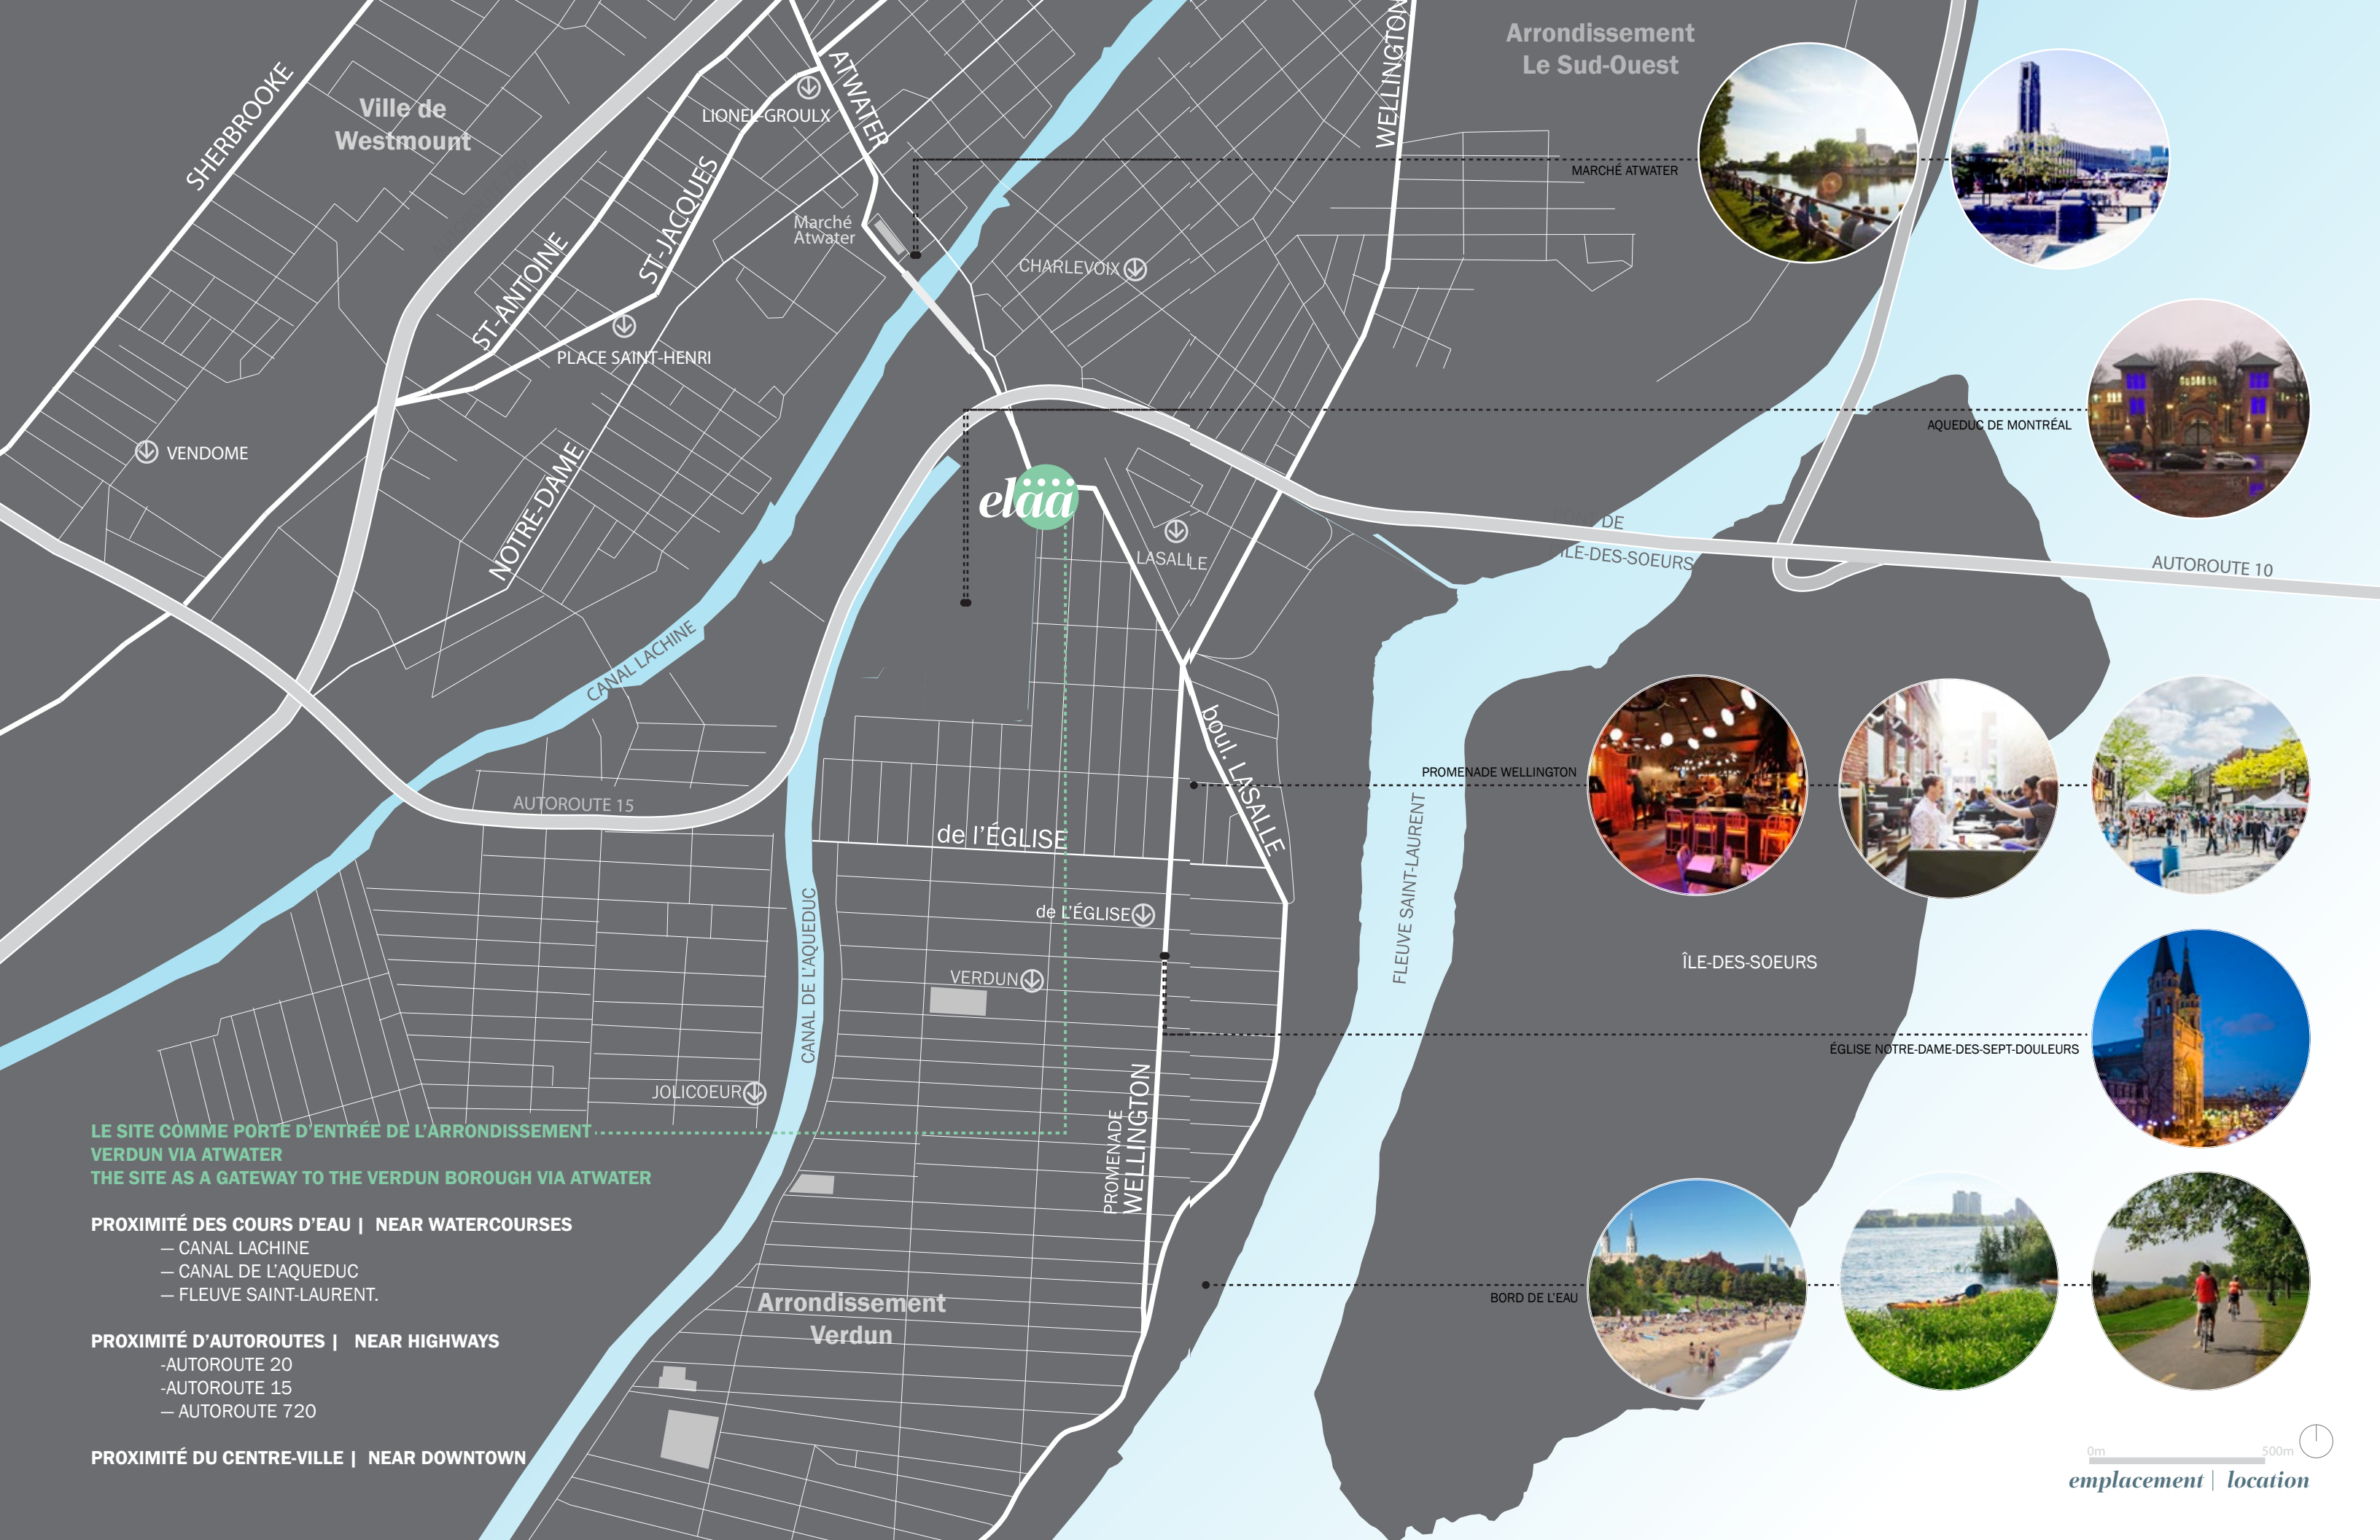 Arrondissement
Le Sud-Ouest
WELLINGTON
ATWATER
SHERBROOKE
Ville de
Westmount
LIONEL-GROULX
MARCHÉ ATWATER
ST-JACQUES
Marché
Atwater
CHARLEVOIX
ST-ANTOINE
PLACE SAINT-HENRI
VENDOME
AQUEDUC DE MONTRÉAL
NOTRE-DAME
elaa
LASALLE
DE
ÎLE-DES-SOEURS
AUTOROUTE 10
CANAL LACHINE
boul. LASALLE
PROMENADE WELLINGTON
AUTOROUTE 15
de l'ÉGLISE
FLEUVE SAINT-LAURENT
CANAL DE L'AQUEDUC
de L'ÉGLISE
VERDUN
ÎLE-DES-SOEURS
ÉGLISE NOTRE-DAME-DES-SEPT-DOULEURS
JOLICOEUR
PROMENADE
WELLINGTON
LE SITE COMME PORTE D'ENTRÉE DE L'ARRONDISSEMENT
VERDUN VIA ATWATER
THE SITE AS A GATEWAY TO THE VERDUN BOROUGH VIA ATWATER
PROXIMITÉ DES COURS D'EAU | NEAR WATERCOURSES
— CANAL LACHINE
— CANAL DE L'AQUEDUC
— FLEUVE SAINT-LAURENT.
BORD DE L'EAU
Arrondissement
Verdun
PROXIMITÉ D'AUTOROUTES | NEAR HIGHWAYS
-AUTOROUTE 20
-AUTOROUTE 15
— AUTOROUTE 720
PROXIMITÉ DU CENTRE-VILLE | NEAR DOWNTOWN
0m 500m
emplacement | location